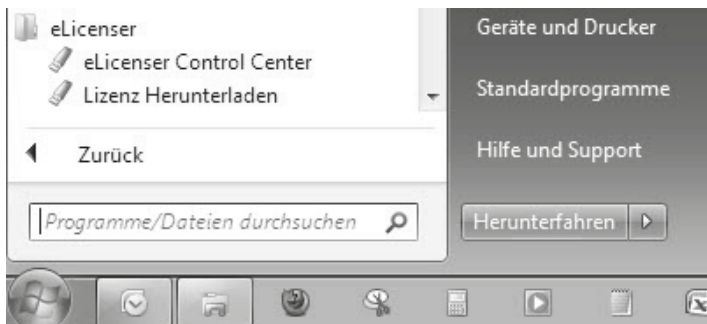 eLicenser
eLicenser Control Center
Lizenz Herunterladen
Zurück
Programme/Dateien durchsuchen
Geräte und Drucker
Standardprogramme
Hilfe und Support
Herunterfahren